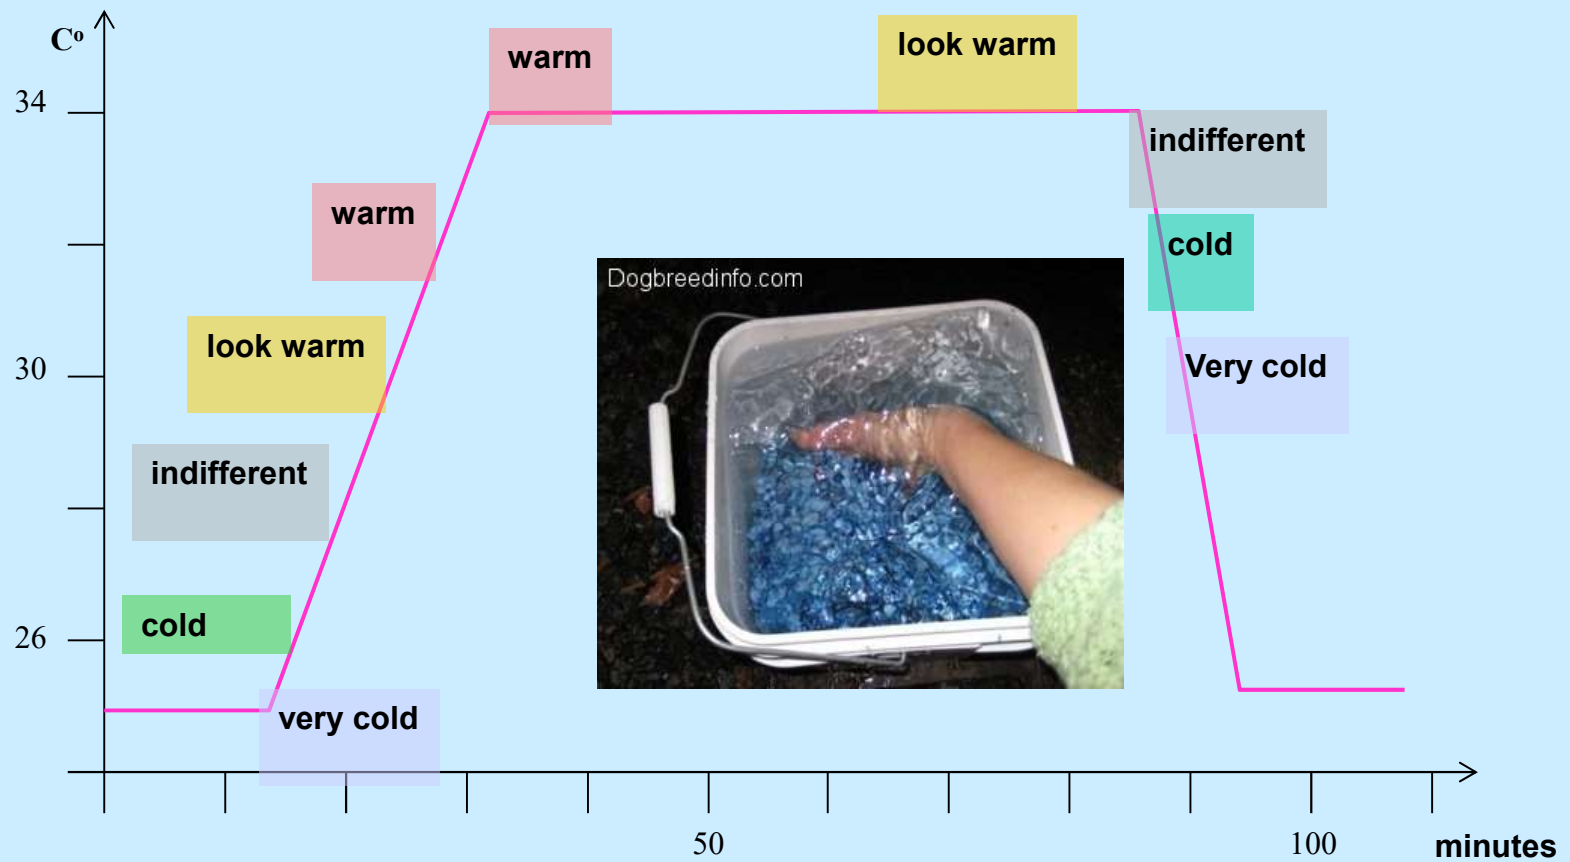 C°
warm
look warm
34
indifferent
warm
cold
Dogbreedinfo.com
look warm
30
Very cold
indifferent
cold
26
very cold
50
100
minutes